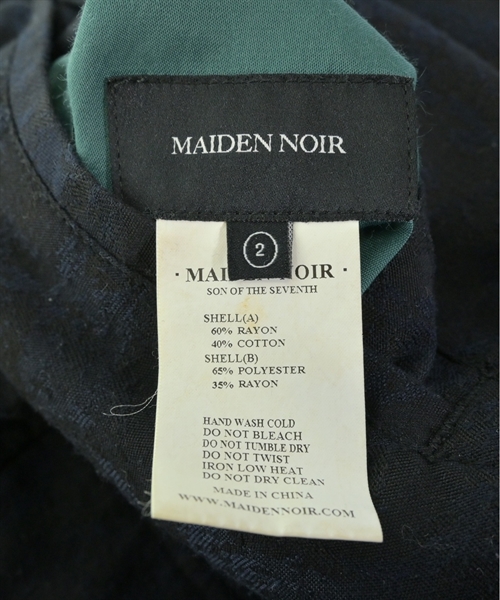 MAIDEN NOIR
2
· MAIDEN NOIR ·
SON OF THE SEVENTH
SHELL(A)
60% RAYON
40% COTTON
SHELL(B)
65% POLYESTER
35% RAYON
HAND WASH COLD
DO NOT BLEACH
DO NOT TUMBLE DRY
DO NOT TWIST
IRON LOW HEAT
DO NOT DRY CLEAN
MADE IN CHINA
WWW.MAIDENNOIR.COM